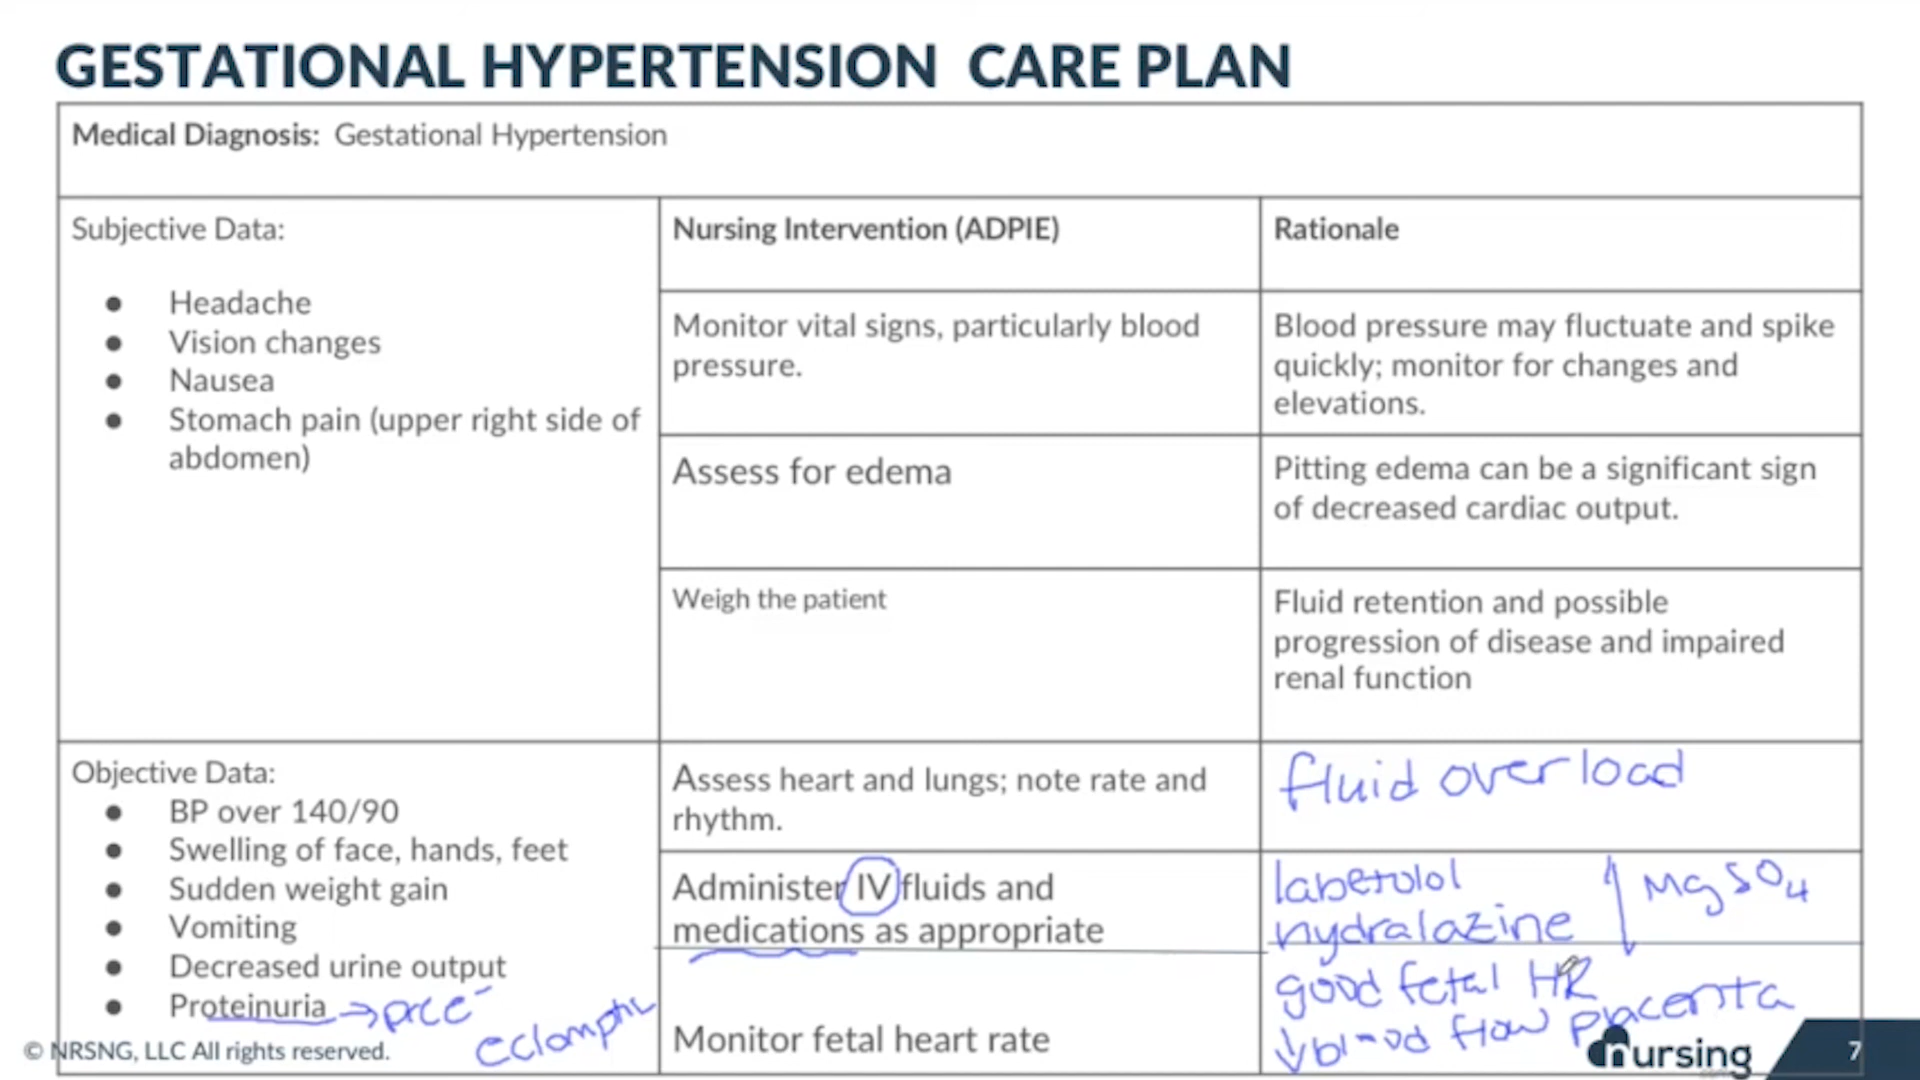 GESTATIONAL HYPERTENSION CARE PLAN
Medical Diagnosis: Gestational Hypertension
Subjective Data:
● Headache
● Vision changes
● Nausea
● Stomach pain (upper right side of
abdomen)
Nursing Intervention (ADPIE)
Rationale
Monitor vital signs, particularly blood
pressure.
Blood pressure may fluctuate and spike
quickly; monitor for changes and
elevations.
Assess for edema
Pitting edema can be a significant sign
of decreased cardiac output.
Weigh the patient
Fluid retention and possible
progression of disease and impaired
renal function
Objective Data:
● BP over 140/90
● Swelling of face, hands, feet
● Sudden weight gain
● Vomiting
● Decreased urine output
● Proteinuria → pree-
eclamptic
Assess heart and lungs; note rate and
rhythm.
fluid overload
Administer IV fluids and
medications as appropriate
labetolol
hydralazine
MgSO4
Monitor fetal heart rate
good fetal HR
↓ blood flow placenta
© NRSNG, LLC All rights reserved.
nursing
7